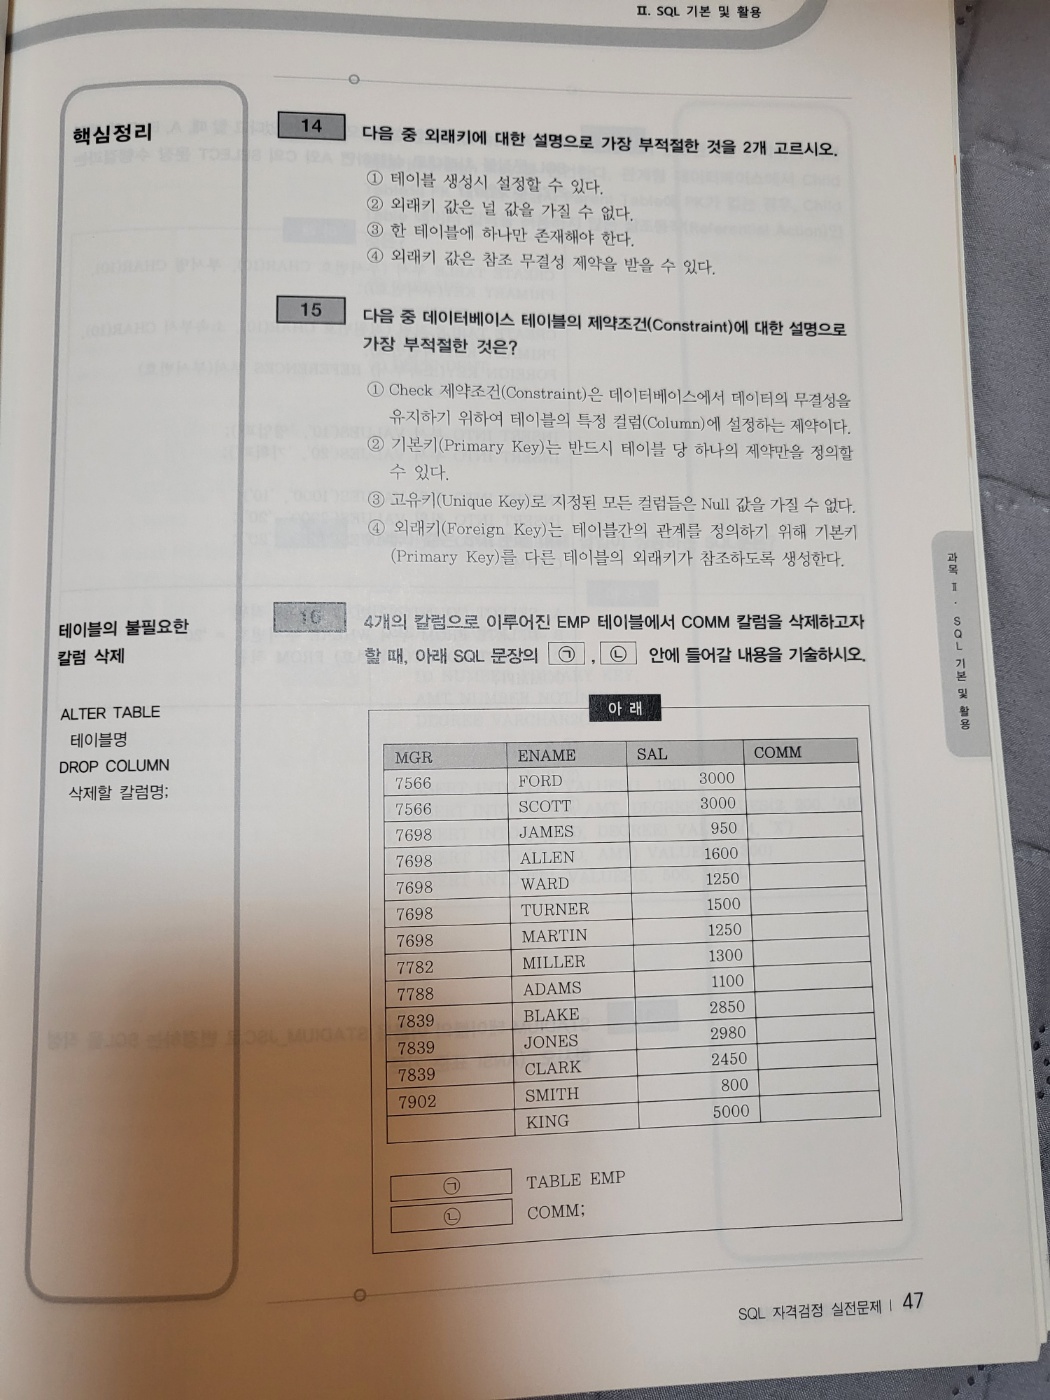 Ⅱ. SQL 기본 및 활용
핵심정리
14
다음 중 외래키에 대한 설명으로 가장 부적절한 것을 2개 고르시오.
① 테이블 생성시 설정할 수 있다.
② 외래키 값은 널 값을 가질 수 없다.
③ 한 테이블에 하나만 존재해야 한다.
④ 외래키 값은 참조 무결성 제약을 받을 수 있다.
15
다음 중 데이터베이스 테이블의 제약조건(Constraint)에 대한 설명으로
가장 부적절한 것은?
① Check 제약조건(Constraint)은 데이터베이스에서 데이터의 무결성을
유지하기 위하여 테이블의 특정 컬럼(Column)에 설정하는 제약이다.
② 기본키(Primary Key)는 반드시 테이블 당 하나의 제약만을 정의할
수 있다.
③ 고유키(Unique Key)로 지정된 모든 컬럼들은 Null 값을 가질 수 없다.
④ 외래키(Foreign Key)는 테이블간의 관계를 정의하기 위해 기본키
(Primary Key)를 다른 테이블의 외래키가 참조하도록 생성한다.
테이블의 불필요한
칼럼 삭제
ALTER TABLE
테이블명
DROP COLUMN
삭제할 칼럼명;
16
4개의 칼럼으로 이루어진 EMP 테이블에서 COMM 칼럼을 삭제하고자
할 때, 아래 SQL 문장의 ㉠ , ㉡ 안에 들어갈 내용을 기술하시오.
아 래
MGR ENAME SAL COMM
7566 FORD 3000
7566 SCOTT 3000
7698 JAMES 950
7698 ALLEN 1600
7698 WARD 1250
7698 TURNER 1500
7698 MARTIN 1250
7782 MILLER 1300
7788 ADAMS 1100
7839 BLAKE 2850
7839 JONES 2980
7839 CLARK 2450
7902 SMITH 800
KING 5000
㉠ TABLE EMP
㉡ COMM;
과목 Ⅱ . SQL 기본 및 활용
SQL 자격검정 실전문제 | 47